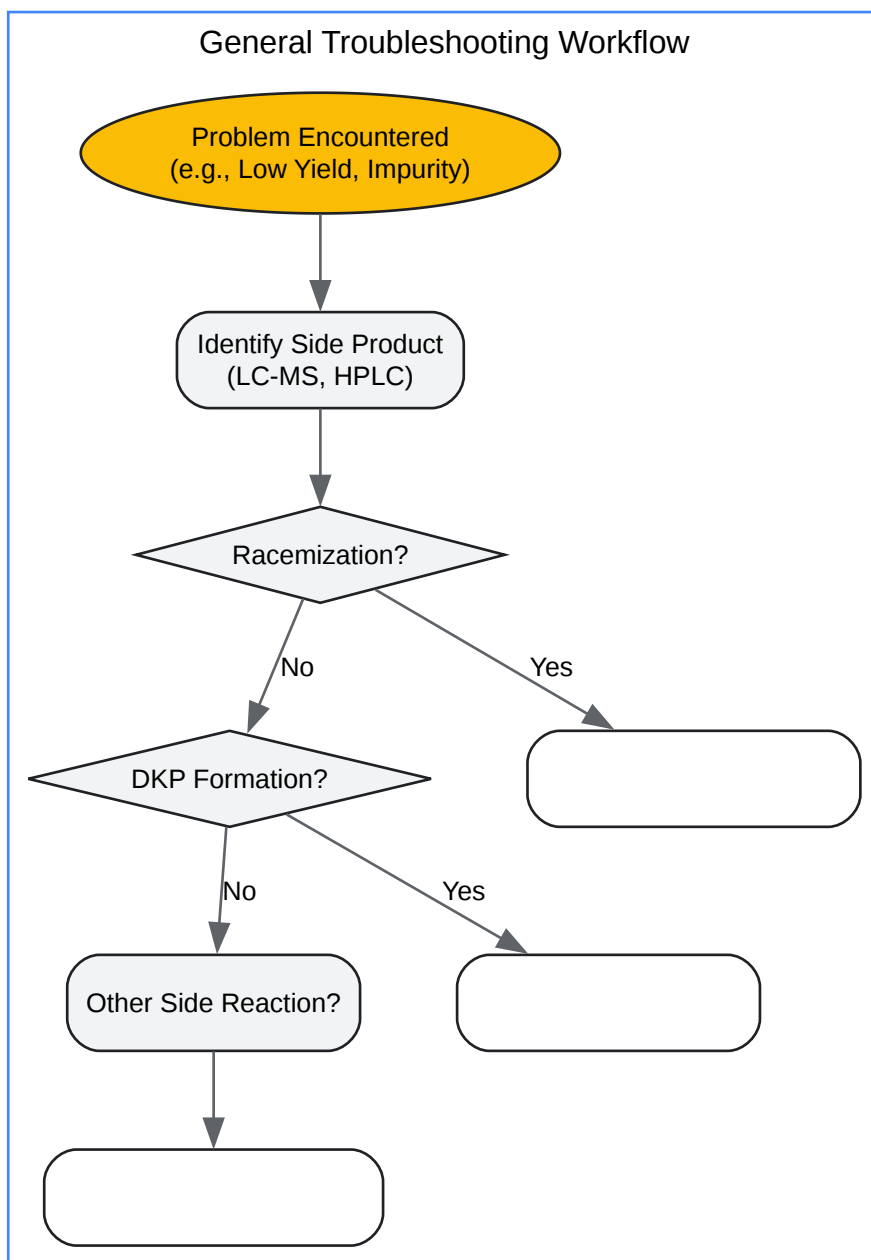 General Troubleshooting Workflow
Problem Encountered
(e.g., Low Yield, Impurity)
Identify Side Product
(LC-MS, HPLC)
Racemization?
No
Yes
DKP Formation?
No
Yes
Other Side Reaction?